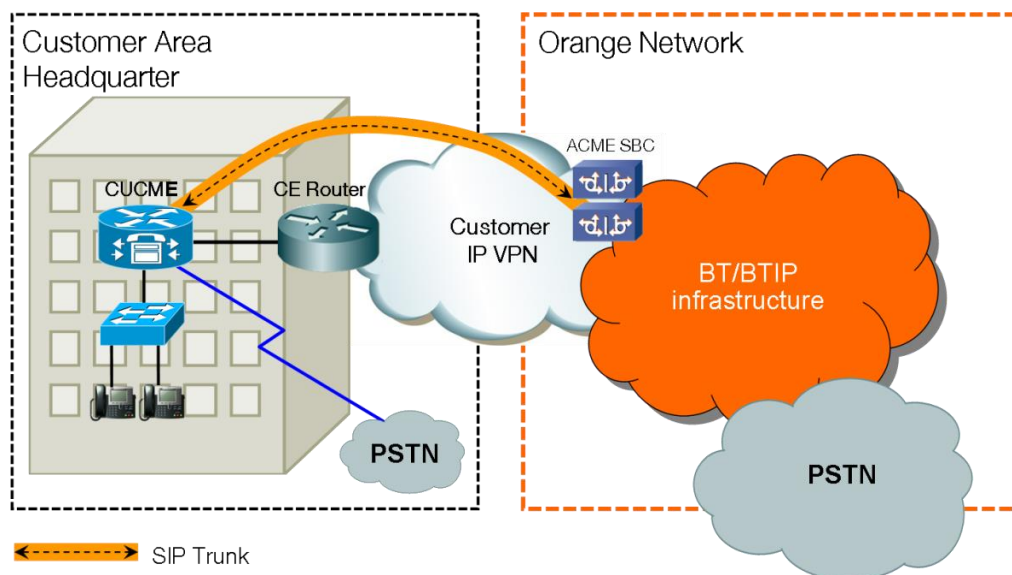 Customer Area
Headquarter
Orange Network
ACME SBC
CUCME
CE Router
Customer
IP VPN
BT/BTIP
infrastructure
PSTN
PSTN
SIP Trunk